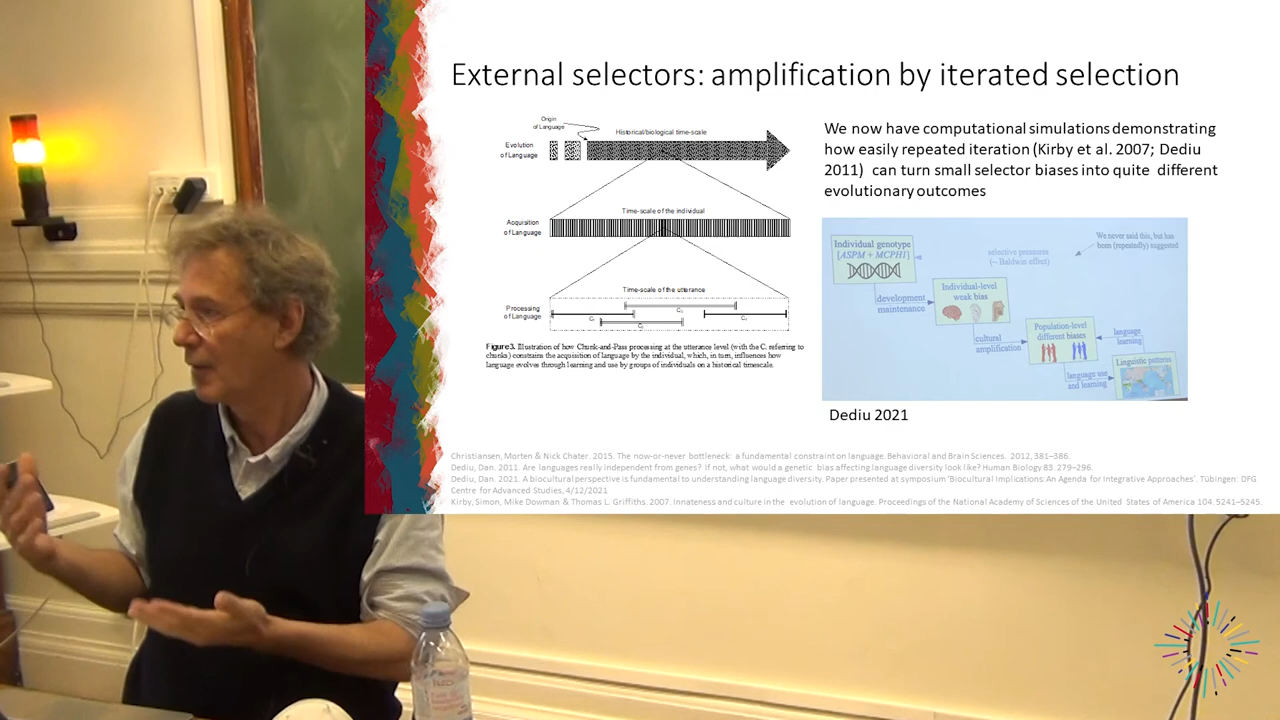 External selectors: amplification by iterated selection
Origin
of Language
Historical/biological time-scale
Evolution
of Language
Time-scale of the individual
Acquisition
of Language
Time-scale of the utterance
Processing
of Language
Figure 3. Illustration of how Chunk-and-Pass processing at the utterance level (with the C. referring to
chunks) constrains the acquisition of language by the individual, which, in turn, influences how
language evolves through learning and use by groups of individuals on a historical timescale.
We now have computational simulations demonstrating
how easily repeated iteration (Kirby et al. 2007; Dediu
2011) can turn small selector biases into quite different
evolutionary outcomes
Individual genotype
[ASPM + MCPH1]
selective pressures
(~ Baldwin effect)
We never said this, but has
been (repeatedly) suggested
development
maintenance
Individual-level
weak bias
cultural
amplification
Population-level
different biases
language
learning
language use
and learning
Linguistic patterns
Dediu 2021
Christiansen, Morten & Nick Chater. 2015. The now-or-never bottleneck: a fundamental constraint on language. Behavioral and Brain Sciences. 2012, 381–386.
Dediu, Dan. 2011. Are languages really independent from genes? If not, what would a genetic bias affecting language diversity look like? Human Biology 83. 279–296.
Dediu, Dan. 2021. A biocultural perspective is fundamental to understanding language diversity. Paper presented at symposium 'Biocultural Implications: An Agenda for Integrative Approaches'. Tübingen: DFG
Centre for Advanced Studies, 4/12/2021
Kirby, Simon, Mike Dowman & Thomas L. Griffiths. 2007. Innateness and culture in the evolution of language. Proceedings of the National Academy of Sciences of the United States of America 104. 5241–5245.